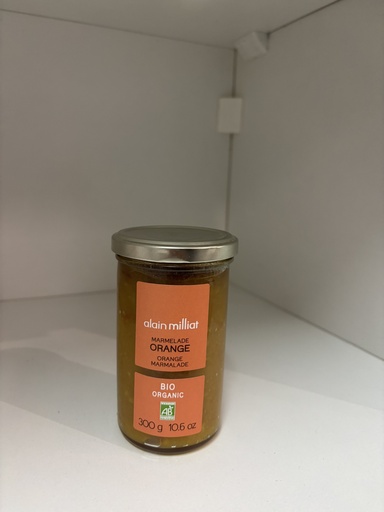 alain milliat
MARMELADE
ORANGE
ORANGE
MARMALADE
BIO
ORGANIC
AB
300 g 10.6 oz